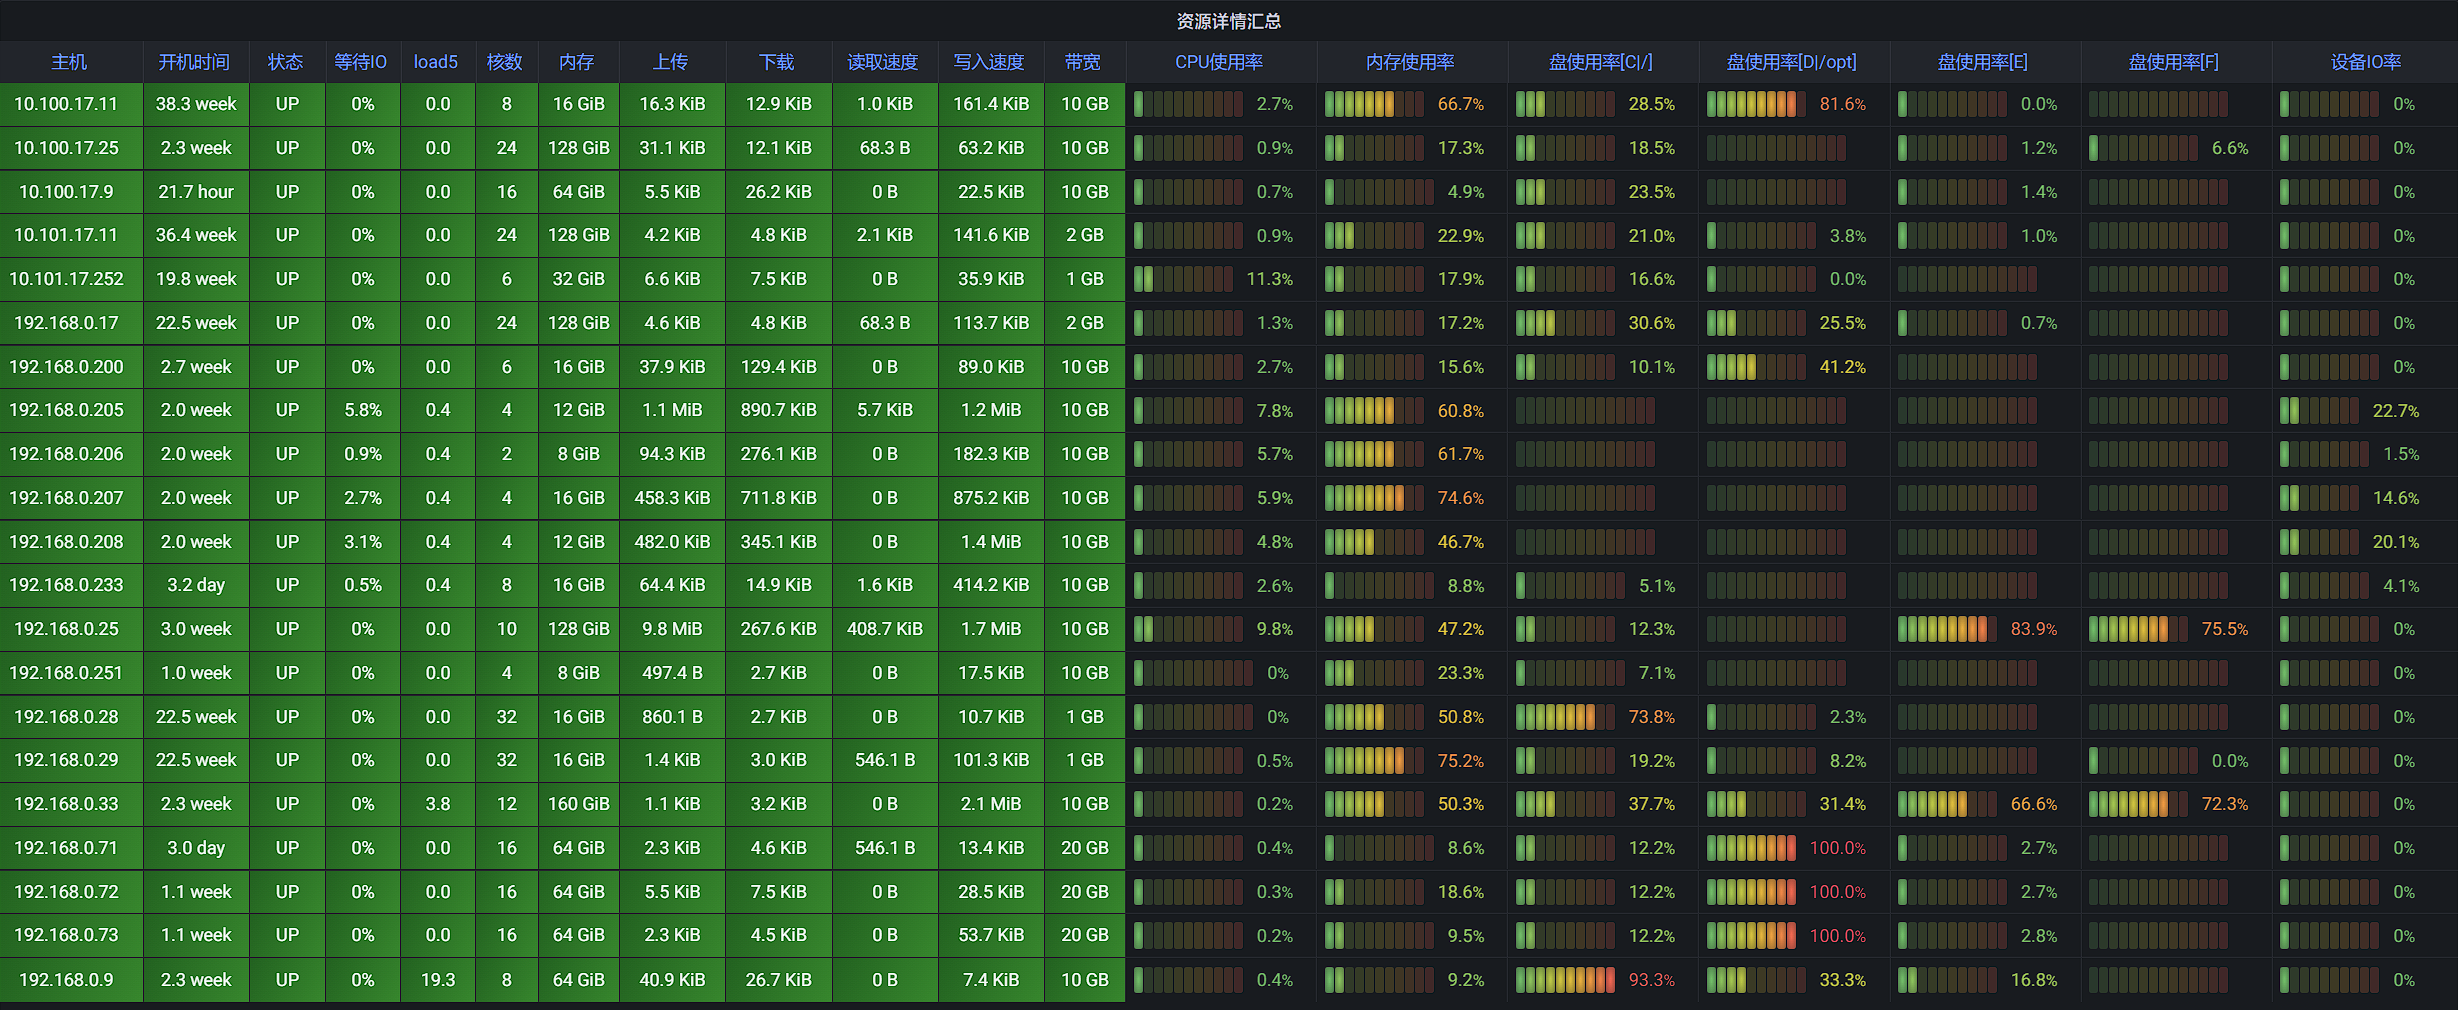 资源详情汇总
主机 开机时间 状态 等待IO load5 核数 内存 上传 下载 读取速度 写入速度 带宽 CPU使用率 内存使用率 盘使用率[C|/] 盘使用率[D|/opt] 盘使用率[E] 盘使用率[F] 设备IO率
10.100.17.11 38.3 week UP 0% 0.0 8 16 GiB 16.3 KiB 12.9 KiB 1.0 KiB 161.4 KiB 10 GB 2.7% 66.7% 28.5% 81.6% 0.0% 0%
10.100.17.25 2.3 week UP 0% 0.0 24 128 GiB 31.1 KiB 12.1 KiB 68.3 B 63.2 KiB 10 GB 0.9% 17.3% 18.5% 1.2% 6.6% 0%
10.100.17.9 21.7 hour UP 0% 0.0 16 64 GiB 5.5 KiB 26.2 KiB 0 B 22.5 KiB 10 GB 0.7% 4.9% 23.5% 1.4% 0%
10.101.17.11 36.4 week UP 0% 0.0 24 128 GiB 4.2 KiB 4.8 KiB 2.1 KiB 141.6 KiB 2 GB 0.9% 22.9% 21.0% 3.8% 1.0% 0%
10.101.17.252 19.8 week UP 0% 0.0 6 32 GiB 6.6 KiB 7.5 KiB 0 B 35.9 KiB 1 GB 11.3% 17.9% 16.6% 0.0% 0%
192.168.0.17 22.5 week UP 0% 0.0 24 128 GiB 4.6 KiB 4.8 KiB 68.3 B 113.7 KiB 2 GB 1.3% 17.2% 30.6% 25.5% 0.7% 0%
192.168.0.200 2.7 week UP 0% 0.0 6 16 GiB 37.9 KiB 129.4 KiB 0 B 89.0 KiB 10 GB 2.7% 15.6% 10.1% 41.2% 0%
192.168.0.205 2.0 week UP 5.8% 0.4 4 12 GiB 1.1 MiB 890.7 KiB 5.7 KiB 1.2 MiB 10 GB 7.8% 60.8% 22.7%
192.168.0.206 2.0 week UP 0.9% 0.4 2 8 GiB 94.3 KiB 276.1 KiB 0 B 182.3 KiB 10 GB 5.7% 61.7% 1.5%
192.168.0.207 2.0 week UP 2.7% 0.4 4 16 GiB 458.3 KiB 711.8 KiB 0 B 875.2 KiB 10 GB 5.9% 74.6% 14.6%
192.168.0.208 2.0 week UP 3.1% 0.4 4 12 GiB 482.0 KiB 345.1 KiB 0 B 1.4 MiB 10 GB 4.8% 46.7% 20.1%
192.168.0.233 3.2 day UP 0.5% 0.4 8 16 GiB 64.4 KiB 14.9 KiB 1.6 KiB 414.2 KiB 10 GB 2.6% 8.8% 5.1% 4.1%
192.168.0.25 3.0 week UP 0% 0.0 10 128 GiB 9.8 MiB 267.6 KiB 408.7 KiB 1.7 MiB 10 GB 9.8% 47.2% 12.3% 83.9% 75.5% 0%
192.168.0.251 1.0 week UP 0% 0.0 4 8 GiB 497.4 B 2.7 KiB 0 B 17.5 KiB 10 GB 0% 23.3% 7.1% 0%
192.168.0.28 22.5 week UP 0% 0.0 32 16 GiB 860.1 B 2.7 KiB 0 B 10.7 KiB 1 GB 0% 50.8% 73.8% 2.3% 0%
192.168.0.29 22.5 week UP 0% 0.0 32 16 GiB 1.4 KiB 3.0 KiB 546.1 B 101.3 KiB 1 GB 0.5% 75.2% 19.2% 8.2% 0.0% 0%
192.168.0.33 2.3 week UP 0% 3.8 12 160 GiB 1.1 KiB 3.2 KiB 0 B 2.1 MiB 10 GB 0.2% 50.3% 37.7% 31.4% 66.6% 72.3% 0%
192.168.0.71 3.0 day UP 0% 0.0 16 64 GiB 2.3 KiB 4.6 KiB 546.1 B 13.4 KiB 20 GB 0.4% 8.6% 12.2% 100.0% 2.7% 0%
192.168.0.72 1.1 week UP 0% 0.0 16 64 GiB 5.5 KiB 7.5 KiB 0 B 28.5 KiB 20 GB 0.3% 18.6% 12.2% 100.0% 2.7% 0%
192.168.0.73 1.1 week UP 0% 0.0 16 64 GiB 2.3 KiB 4.5 KiB 0 B 53.7 KiB 20 GB 0.2% 9.5% 12.2% 100.0% 2.8% 0%
192.168.0.9 2.3 week UP 0% 19.3 8 64 GiB 40.9 KiB 26.7 KiB 0 B 7.4 KiB 10 GB 0.4% 9.2% 93.3% 33.3% 16.8% 0%